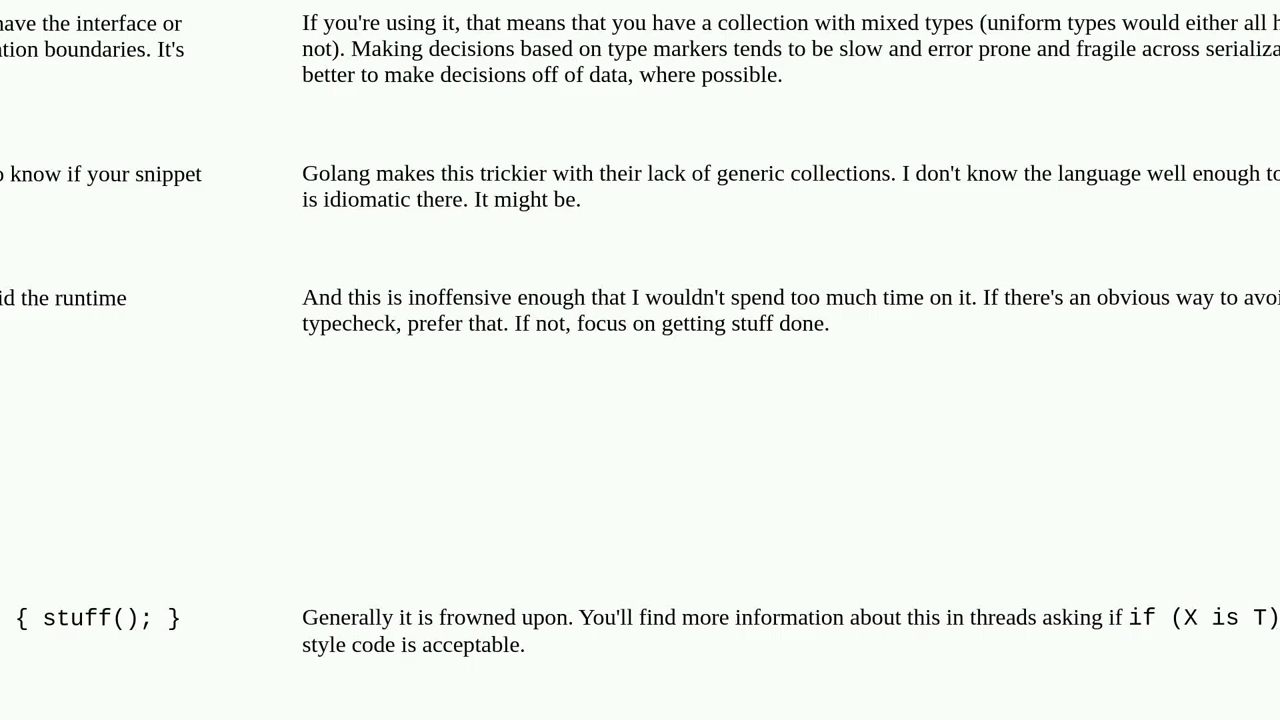 have the interface or
tion boundaries. It's
o know if your snippet
id the runtime
{ stuff(); }
If you're using it, that means that you have a collection with mixed types (uniform types would either all h
not). Making decisions based on type markers tends to be slow and error prone and fragile across serializa
better to make decisions off of data, where possible.
Golang makes this trickier with their lack of generic collections. I don't know the language well enough to
is idiomatic there. It might be.
And this is inoffensive enough that I wouldn't spend too much time on it. If there's an obvious way to avoi
typecheck, prefer that. If not, focus on getting stuff done.
Generally it is frowned upon. You'll find more information about this in threads asking if if (X is T)
style code is acceptable.